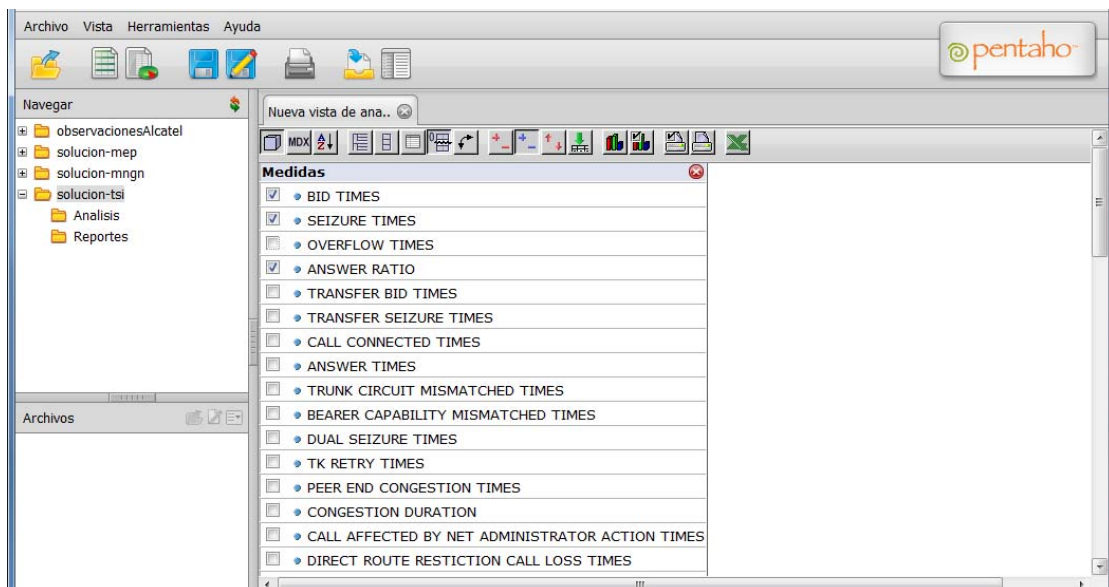 Archivo Vista Herramientas Ayuda
pentaho
Navegar
Nueva vista de ana..
observacionesAlcatel
solucion-mep
solucion-mngn
solucion-tsi
Analisis
Reportes
MDX
Medidas
BID TIMES
SEIZURE TIMES
OVERFLOW TIMES
ANSWER RATIO
TRANSFER BID TIMES
TRANSFER SEIZURE TIMES
CALL CONNECTED TIMES
ANSWER TIMES
TRUNK CIRCUIT MISMATCHED TIMES
BEARER CAPABILITY MISMATCHED TIMES
DUAL SEIZURE TIMES
TK RETRY TIMES
PEER END CONGESTION TIMES
CONGESTION DURATION
CALL AFFECTED BY NET ADMINISTRATOR ACTION TIMES
DIRECT ROUTE RESTICTION CALL LOSS TIMES
Archivos